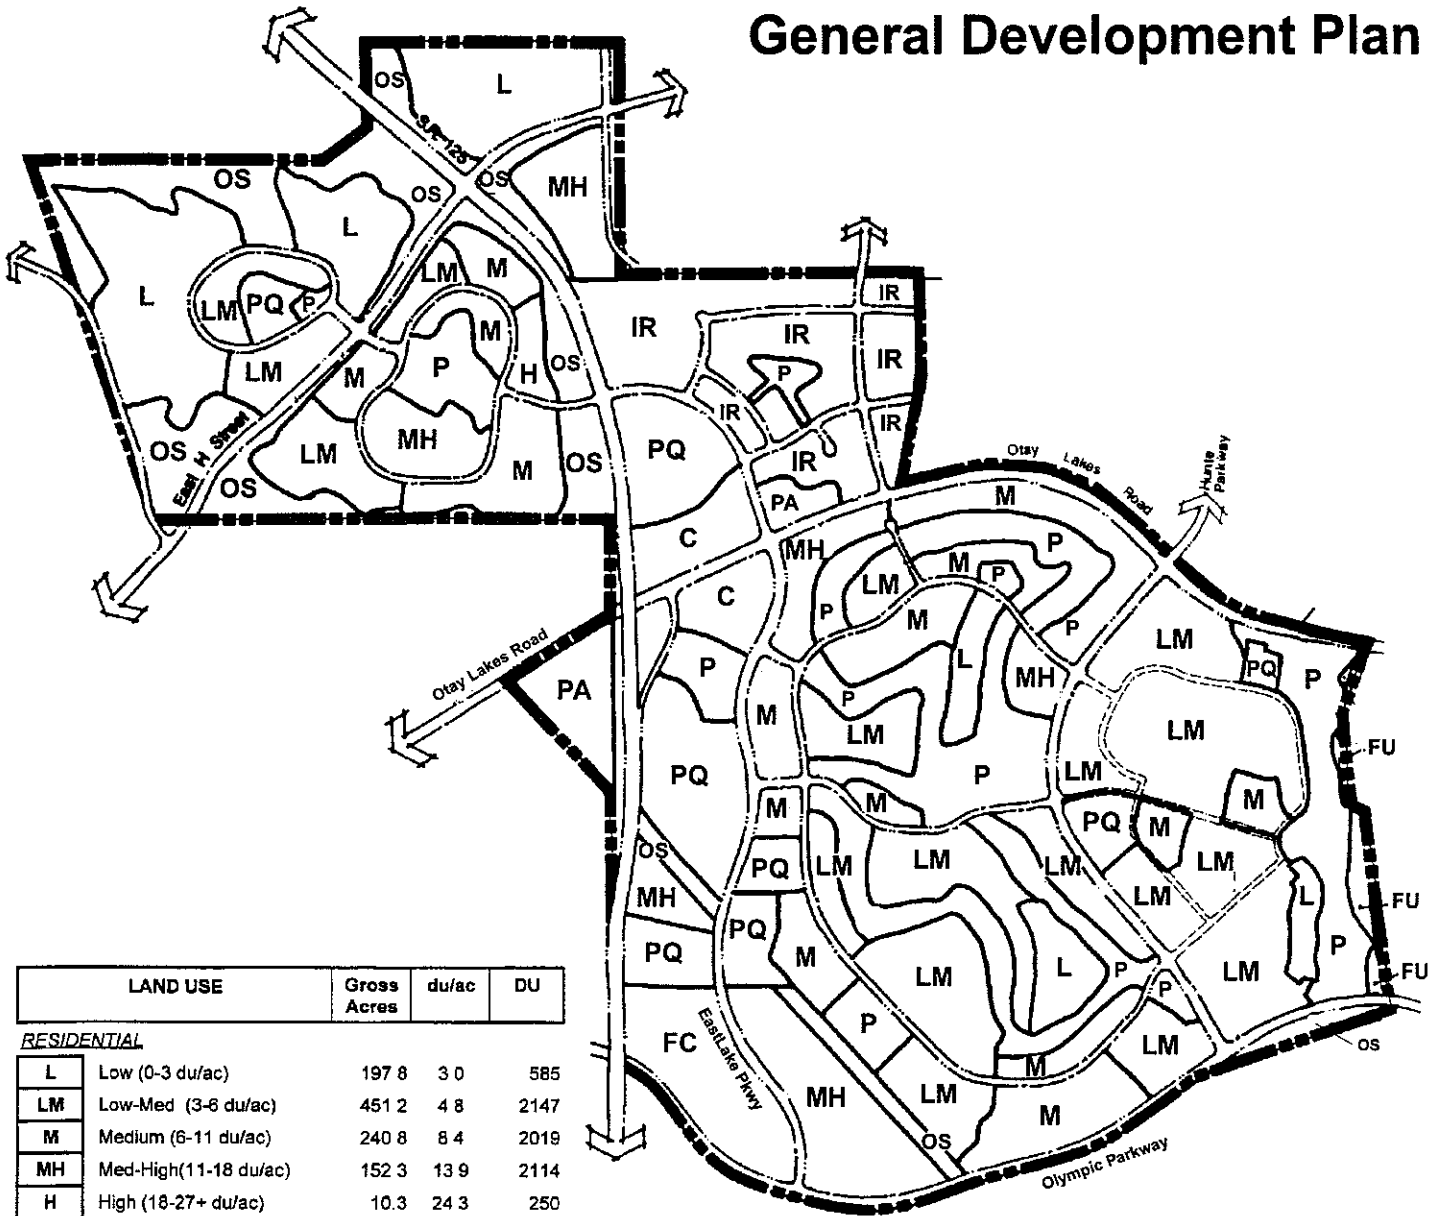 General Development Plan
OS
L
SR-125
OS
OS
OS
MH
L
L
LM
PQ
P
LM
M
LM
M
P
M
H
OS
MH
LM
M
OS
OS
OS
East H Street
IR
IR
IR
IR
P
IR
IR
IR
PQ
PA
C
C
MH
Otay Lakes Road
M
Hunte Parkway
P
LM
M
P
P
M
L
P
MH
LM
PQ
P
Otay Lakes Road
PA
P
M
P
LM
P
LM
LM
FU
PQ
M
M
M
PQ
M
LM
OS
MH
PQ
LM
LM
LM
LM
L
FU
PQ
PQ
M
LM
L
P
P
LM
P
FU
FC
EastLake Pkwy
P
MH
LM
M
LM
M
OS
OS
Olympic Parkway
LAND USE Gross Acres du/ac DU
RESIDENTIAL
L Low (0-3 du/ac) 197 8 3 0 585
LM Low-Med (3-6 du/ac) 451 2 4 8 2147
M Medium (6-11 du/ac) 240 8 8 4 2019
MH Med-High(11-18 du/ac) 152 3 13 9 2114
H High (18-27+ du/ac) 10.3 24 3 250